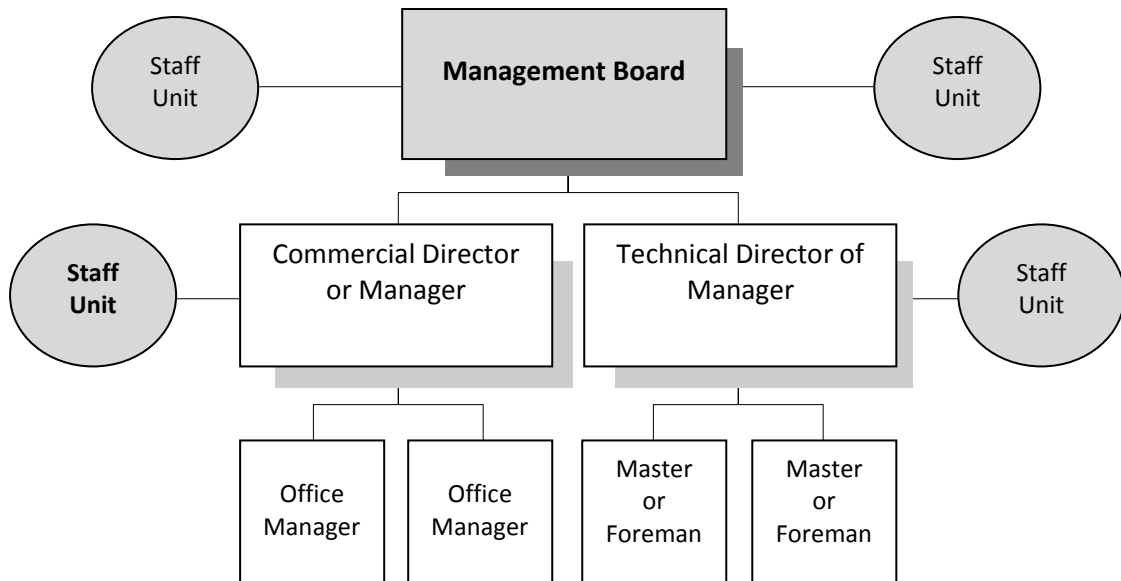 Staff
Unit
Management Board
Staff
Unit
Staff
Unit
Commercial Director
or Manager
Technical Director of
Manager
Staff
Unit
Office
Manager
Office
Manager
Master
or
Foreman
Master
or
Foreman